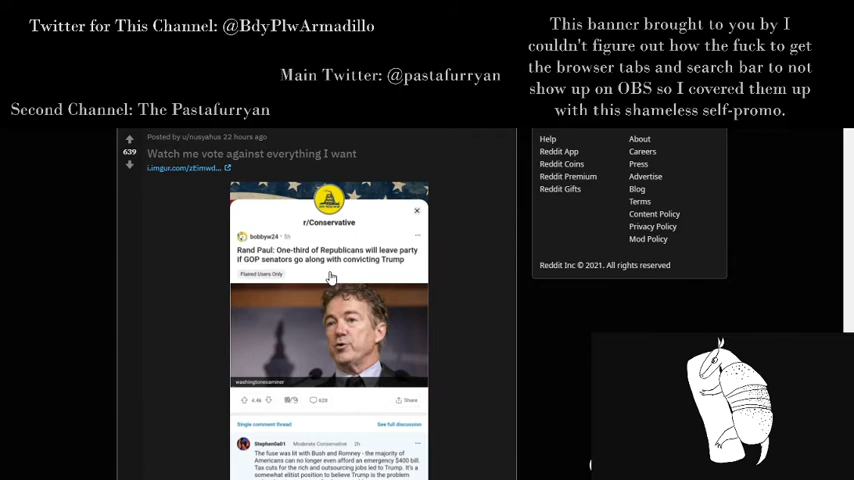 Twitter for This Channel: @BdyPlwArmadillo
Main Twitter: @pastafurryan
Second Channel: The Pastafurryan
This banner brought to you by I
couldn't figure out how the fuck to get
the browser tabs and search bar to not
show up on OBS so I covered them up
with this shameless self-promo.
Posted by u/nusyahus 22 hours ago
639
Watch me vote against everything I want
i.imgur.com/zEimwd...
r/Conservative
bobbyw24 • 5h
Rand Paul: One-third of Republicans will leave party
if GOP senators go along with convicting Trump
Flaired Users Only
washingtonexaminer
4.4k
628
Share
Single comment thread
See full discussion
Stephen0a01 Moderate Conservative 2h
The fuse was lit with Bush and Romney - the majority of
Americans can no longer even afford an emergency $400 bill.
Tax cuts for the rich and outsourcing jobs led to Trump. It's a
somewhat elitist position to believe Trump is the problem
Help
Reddit App
Reddit Coins
Reddit Premium
Reddit Gifts
About
Careers
Press
Advertise
Blog
Terms
Content Policy
Privacy Policy
Mod Policy
Reddit Inc © 2021. All rights reserved